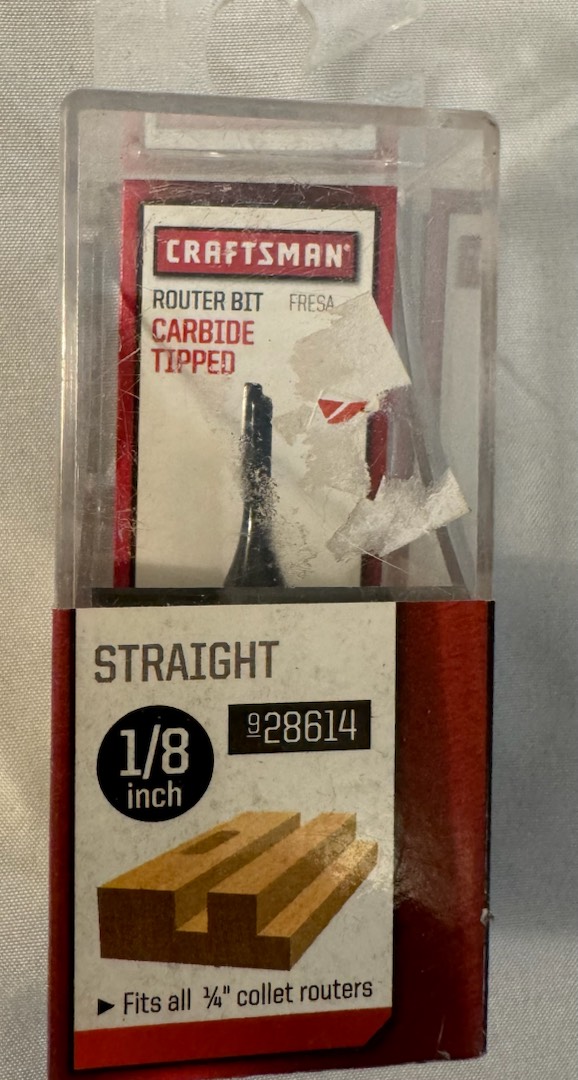 CRAFTSMAN®
ROUTER BIT FRESA
CARBIDE
TIPPED
STRAIGHT
928614
1/8
inch
► Fits all ¼" collet routers